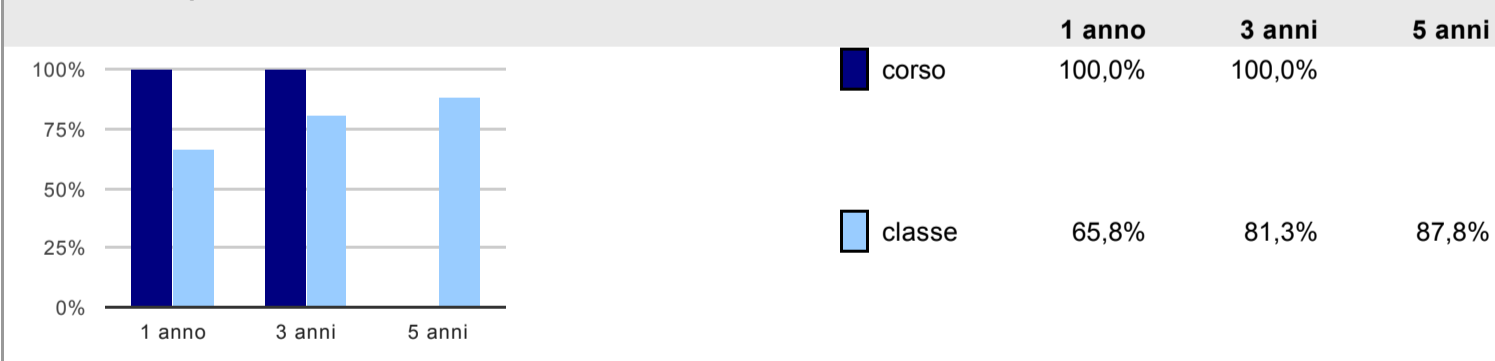 1 anno 3 anni 5 anni
100%
75%
50%
25%
0%
1 anno 3 anni 5 anni
corso 100,0% 100,0%
classe 65,8% 81,3% 87,8%